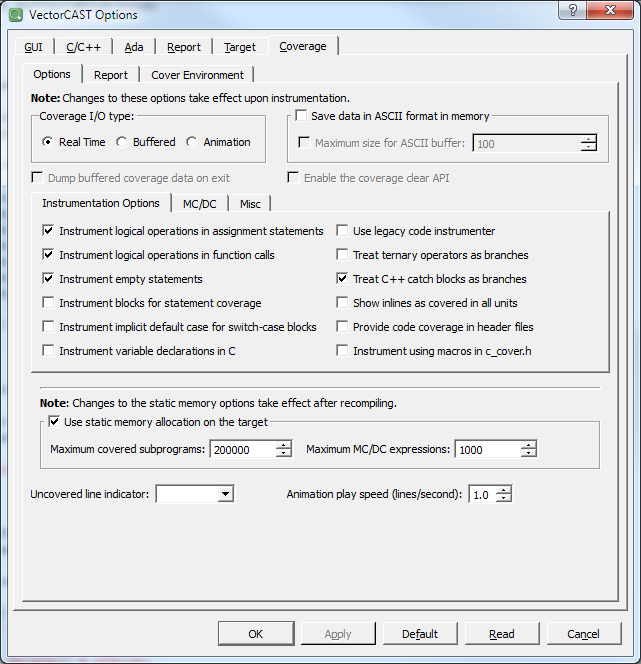 VectorCAST Options
GUI C/C++ Ada Report Target Coverage
Options Report Cover Environment
Note: Changes to these options take effect upon instrumentation.
Coverage I/O type:
Real Time Buffered Animation
Save data in ASCII format in memory
Maximum size for ASCII buffer: 100
Dump buffered coverage data on exit
Enable the coverage clear API
Instrumentation Options MC/DC Misc
Instrument logical operations in assignment statements
Instrument logical operations in function calls
Instrument empty statements
Instrument blocks for statement coverage
Instrument implicit default case for switch-case blocks
Instrument variable declarations in C
Use legacy code instrumenter
Treat ternary operators as branches
Treat C++ catch blocks as branches
Show inlines as covered in all units
Provide code coverage in header files
Instrument using macros in c_cover.h
Note: Changes to the static memory options take effect after recompiling.
Use static memory allocation on the target
Maximum covered subprograms: 200000 Maximum MC/DC expressions: 1000
Uncovered line indicator: Animation play speed (lines/second): 1.0
OK Apply Default Read Cancel